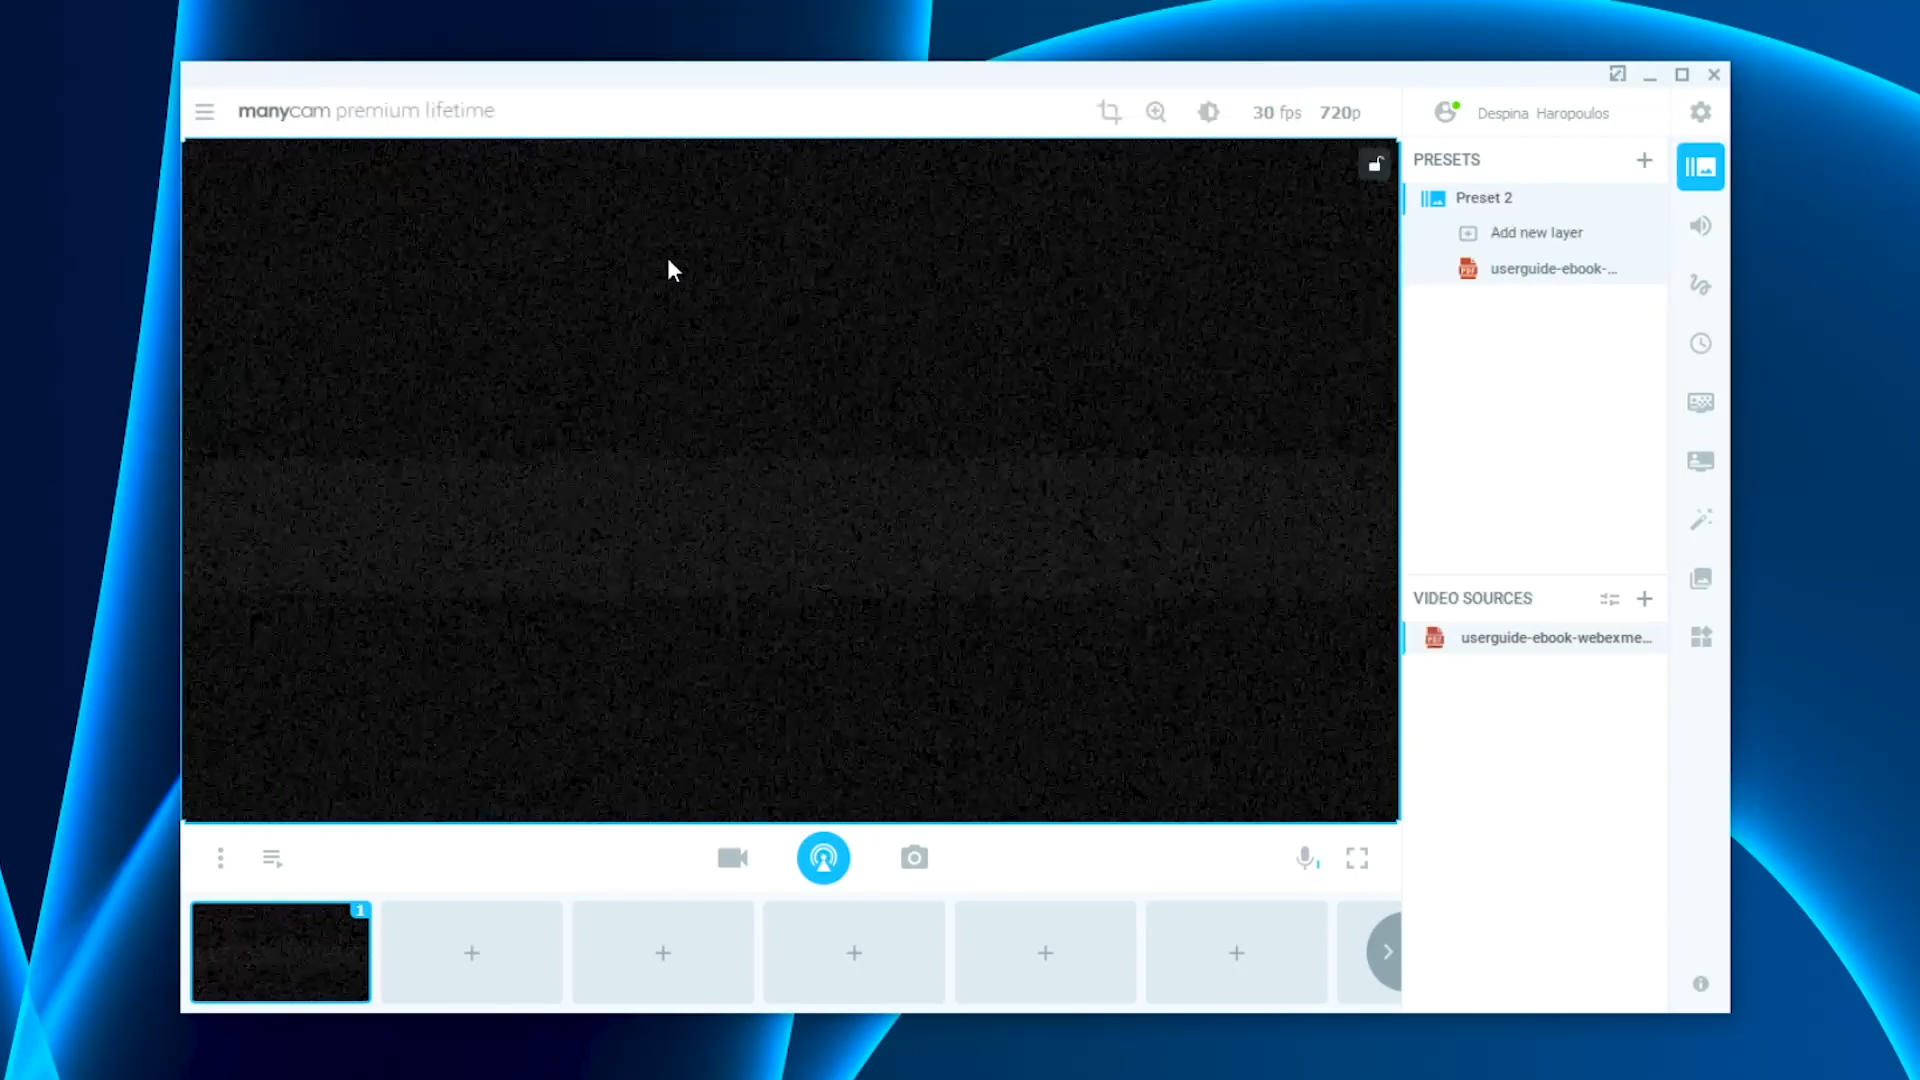 manycam premium lifetime
30 fps 720p
Despina Haropoulos
PRESETS
Preset 2
Add new layer
userguide-ebook-...
VIDEO SOURCES
userguide-ebook-webexme...
1